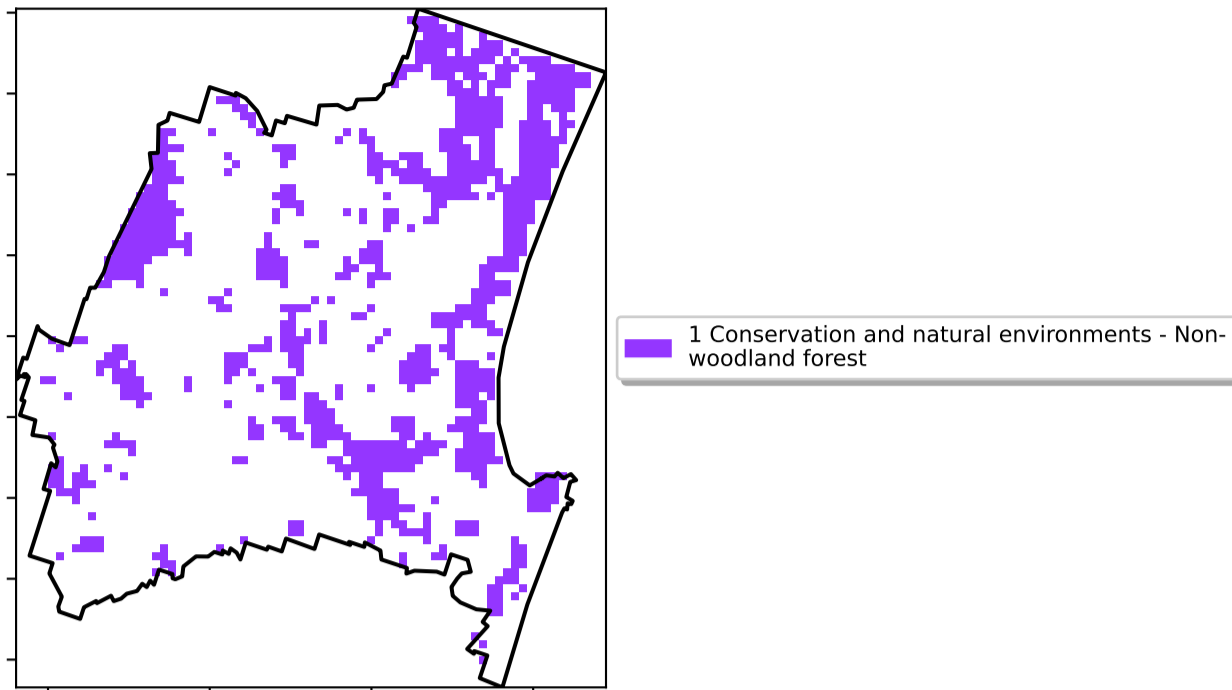 1 Conservation and natural environments - Non-
woodland forest